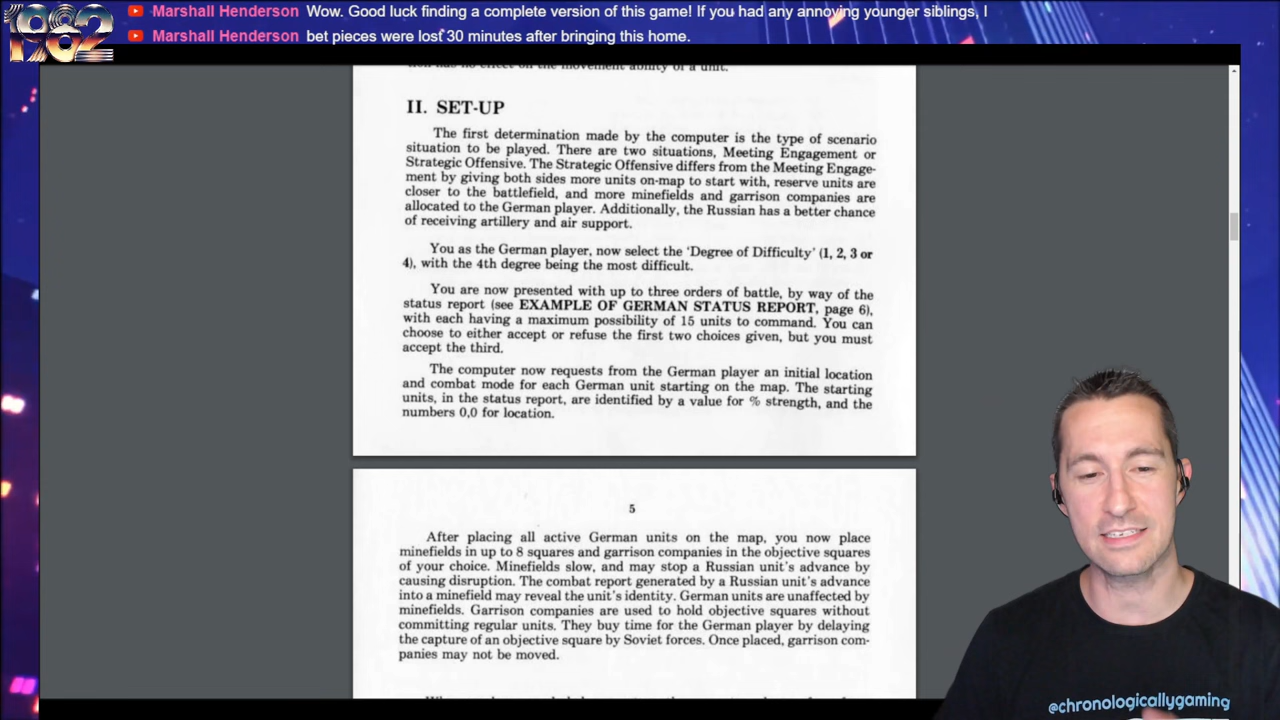 1982
Marshall Henderson Wow. Good luck finding a complete version of this game! If you had any annoying younger siblings, I
Marshall Henderson bet pieces were lost 30 minutes after bringing this home.
tion has no effect on the movement ability of a unit.
II. SET-UP
The first determination made by the computer is the type of scenario
situation to be played. There are two situations, Meeting Engagement or
Strategic Offensive. The Strategic Offensive differs from the Meeting Engage-
ment by giving both sides more units on-map to start with, reserve units are
closer to the battlefield, and more minefields and garrison companies are
allocated to the German player. Additionally, the Russian has a better chance
of receiving artillery and air support.
You as the German player, now select the 'Degree of Difficulty' (1, 2, 3 or
4), with the 4th degree being the most difficult.
You are now presented with up to three orders of battle, by way of the
status report (see EXAMPLE OF GERMAN STATUS REPORT, page 6),
with each having a maximum possibility of 15 units to command. You can
choose to either accept or refuse the first two choices given, but you must
accept the third.
The computer now requests from the German player an initial location
and combat mode for each German unit starting on the map. The starting
units, in the status report, are identified by a value for % strength, and the
numbers 0,0 for location.
5
After placing all active German units on the map, you now place
minefields in up to 8 squares and garrison companies in the objective squares
of your choice. Minefields slow, and may stop a Russian unit's advance by
causing disruption. The combat report generated by a Russian unit's advance
into a minefield may reveal the unit's identity. German units are unaffected by
minefields. Garrison companies are used to hold objective squares without
committing regular units. They buy time for the German player by delaying
the capture of an objective square by Soviet forces. Once placed, garrison com-
panies may not be moved.
@chronologicallygaming